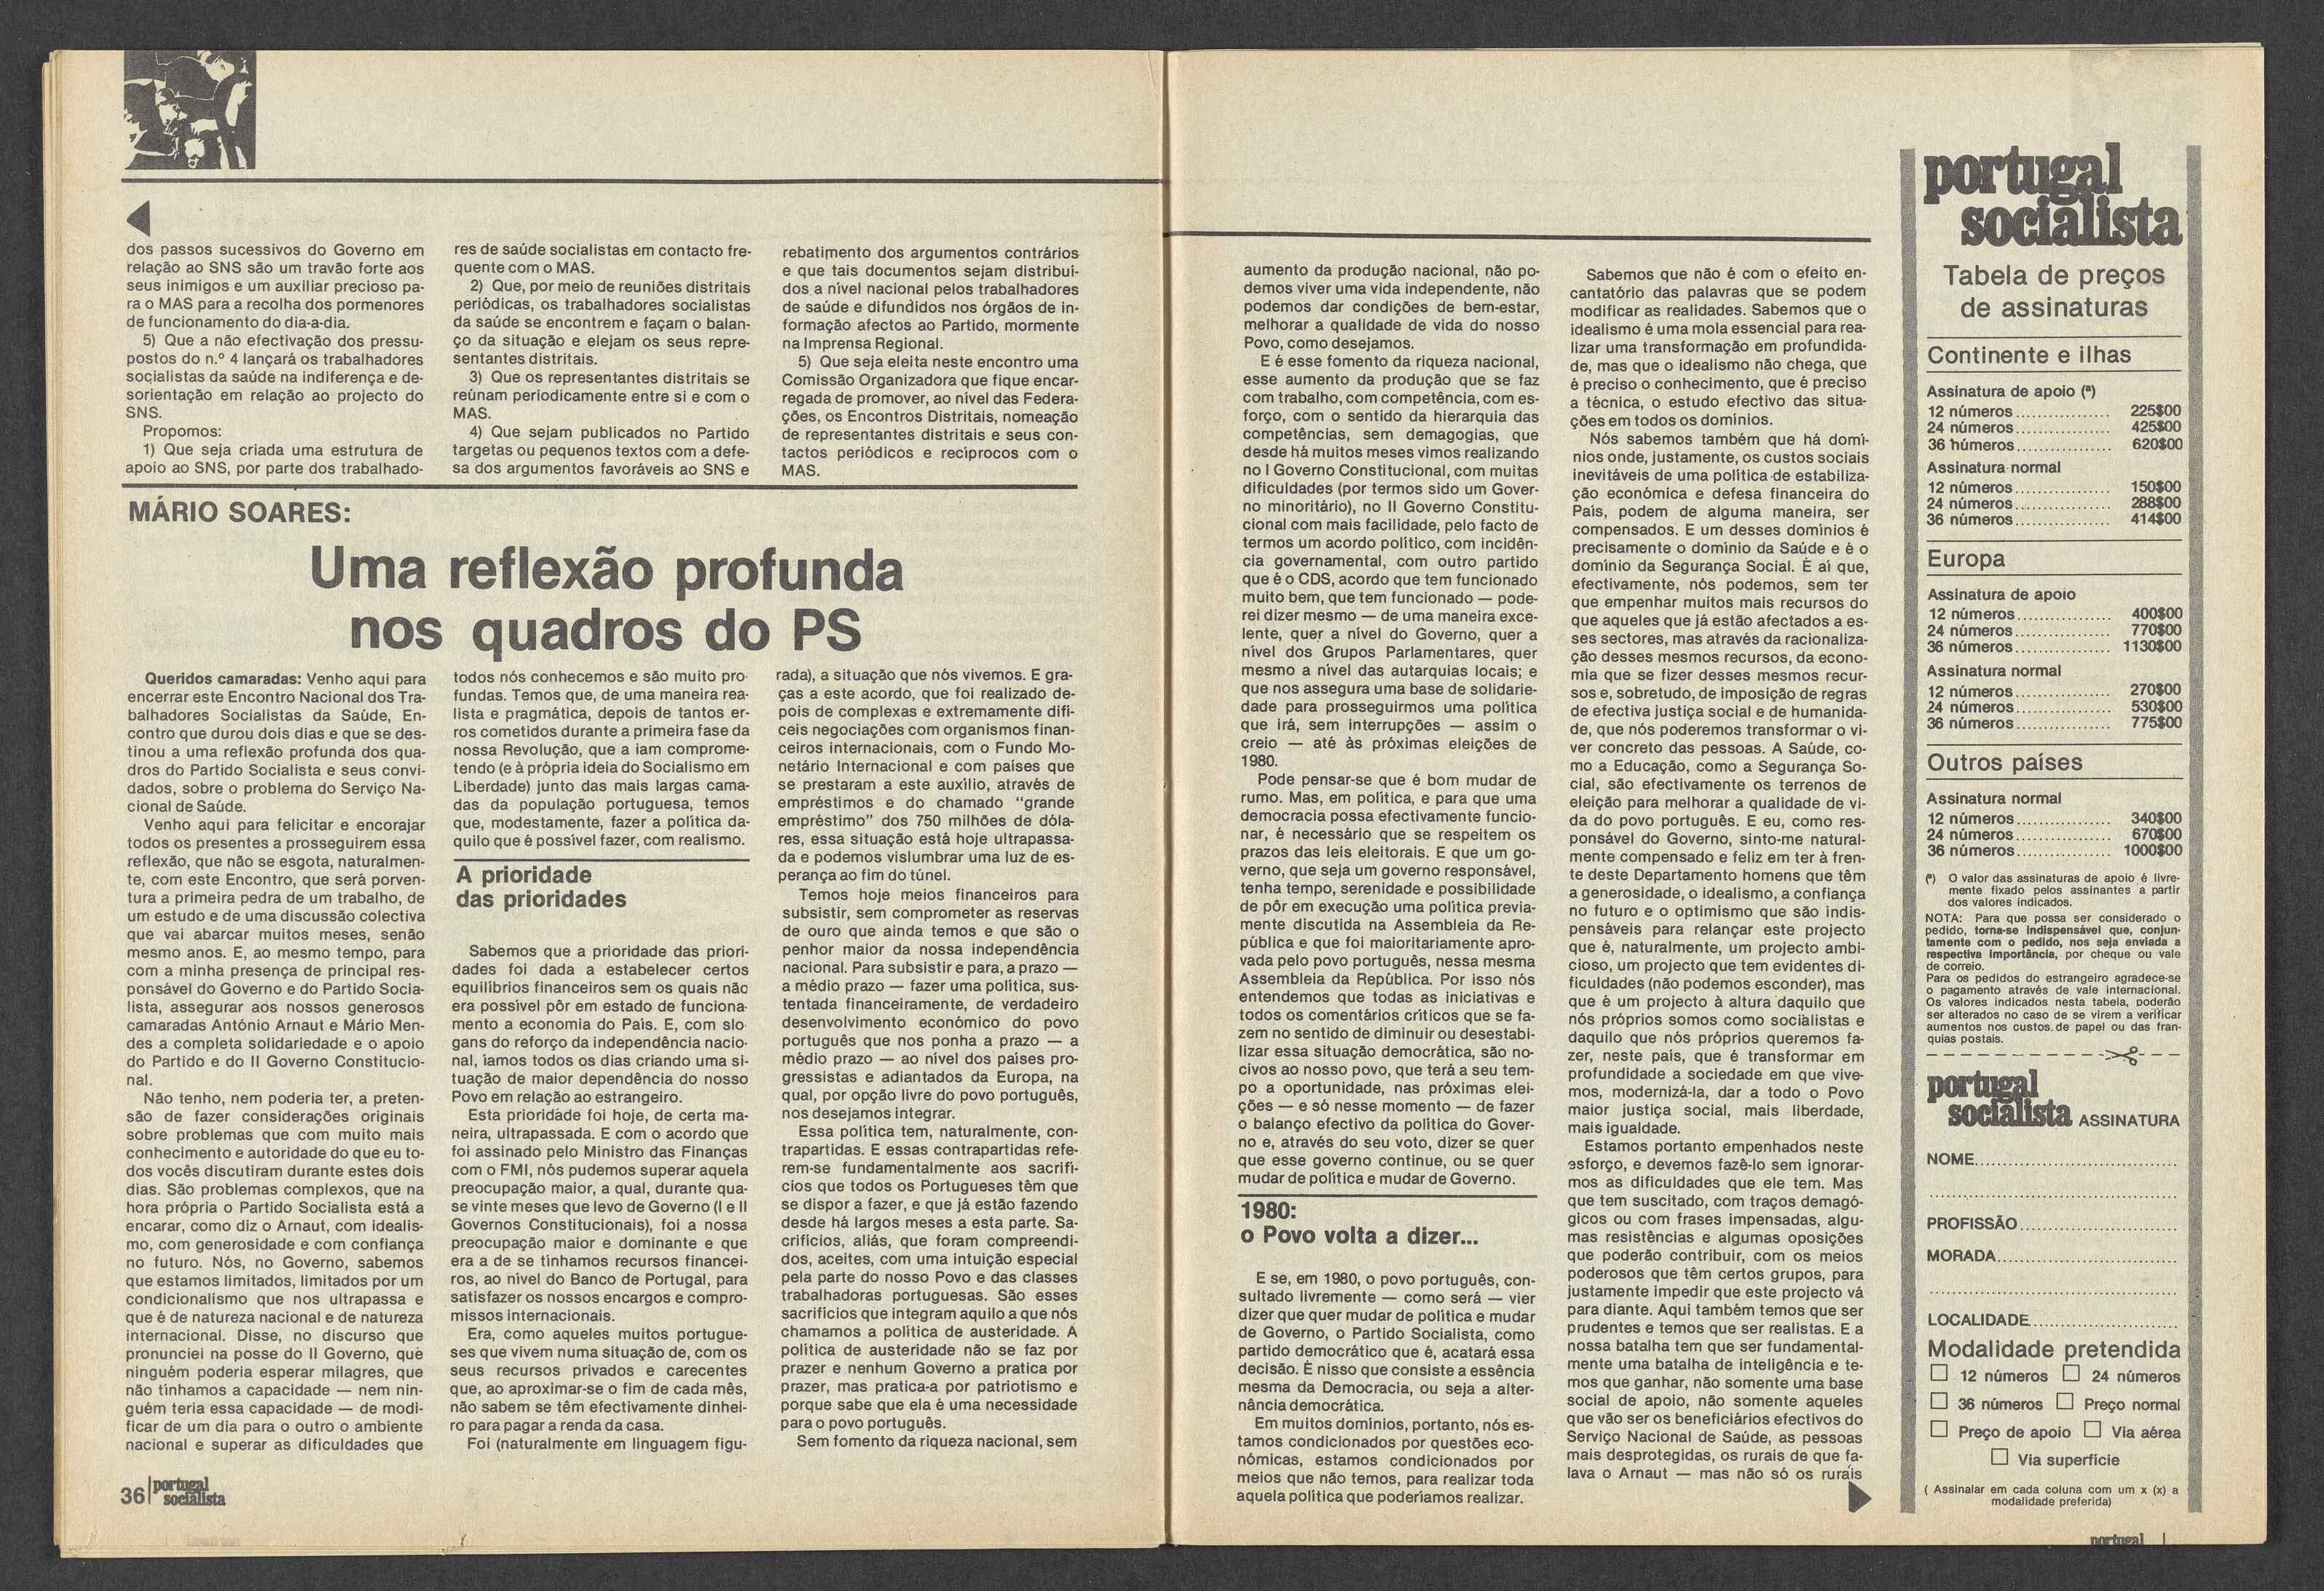 dos passos sucessivos do Governo em
relação ao SNS são um travão forte aos
seus inimigos e um auxiliar precioso pa-
ra o MAS para a recolha dos pormenores
de funcionamento do dia-a-dia.
5) Que a não efectivação dos pressu-
postos do n.º 4 lançará os trabalhadores
socialistas da saúde na indiferença e de-
sorientação em relação ao projecto do
SNS.
Propomos:
1) Que seja criada uma estrutura de
apoio ao SNS, por parte dos trabalhado-
res de saúde socialistas em contacto fre-
quente com o MAS.
2) Que, por meio de reuniões distritais
periódicas, os trabalhadores socialistas
da saúde se encontrem e façam o balan-
ço da situação e elejam os seus repre-
sentantes distritais.
3) Que os representantes distritais se
reúnam periodicamente entre si e com o
MAS.
4) Que sejam publicados no Partido
targetas ou pequenos textos com a defe-
sa dos argumentos favoráveis ao SNS e
rebatimento dos argumentos contrários
e que tais documentos sejam distribuí-
dos a nível nacional pelos trabalhadores
de saúde e difundidos nos órgãos de in-
formação afectos ao Partido, mormente
na Imprensa Regional.
5) Que seja eleita neste encontro uma
Comissão Organizadora que fique encar-
regada de promover, ao nível das Federa-
ções, os Encontros Distritais, nomeação
de representantes distritais e seus con-
tactos periódicos e recíprocos com o
MAS.
MÁRIO SOARES:
Uma reflexão profunda
nos quadros do PS
Queridos camaradas: Venho aqui para
encerrar este Encontro Nacional dos Tra-
balhadores Socialistas da Saúde, En-
contro que durou dois dias e que se des-
tinou a uma reflexão profunda dos qua-
dros do Partido Socialista e seus convi-
dados, sobre o problema do Serviço Na-
cional de Saúde.
Venho aqui para felicitar e encorajar
todos os presentes a prosseguirem essa
reflexão, que não se esgota, naturalmen-
te, com este Encontro, que será porven-
tura a primeira pedra de um trabalho, de
um estudo e de uma discussão colectiva
que vai abarcar muitos meses, senão
mesmo anos. E, ao mesmo tempo, para
com a minha presença de principal res-
ponsável do Governo e do Partido Socia-
lista, assegurar aos nossos generosos
camaradas António Arnaut e Mário Men-
des a completa solidariedade e o apoio
do Partido e do II Governo Constitucio-
nal.
Não tenho, nem poderia ter, a preten-
são de fazer considerações originais
sobre problemas que com muito mais
conhecimento e autoridade do que eu to-
dos vocês discutiram durante estes dois
dias. São problemas complexos, que na
hora própria o Partido Socialista está a
encarar, como diz o Arnaut, com idealis-
mo, com generosidade e com confiança
no futuro. Nós, no Governo, sabemos
que estamos limitados, limitados por um
condicionalismo que nos ultrapassa e
que é de natureza nacional e de natureza
internacional. Disse, no discurso que
pronunciei na posse do II Governo, que
ninguém poderia esperar milagres, que
não tínhamos a capacidade — nem nin-
guém teria essa capacidade — de modi-
ficar de um dia para o outro o ambiente
nacional e superar as dificuldades que
todos nós conhecemos e são muito pro-
fundas. Temos que, de uma maneira rea-
lista e pragmática, depois de tantos er-
ros cometidos durante a primeira fase da
nossa Revolução, que a iam comprome-
tendo (e à própria ideia do Socialismo em
Liberdade) junto das mais largas cama-
das da população portuguesa, temos
que, modestamente, fazer a política da-
quilo que é possível fazer, com realismo.
A prioridade
das prioridades
Sabemos que a prioridade das priori-
dades foi dada a estabelecer certos
equilíbrios financeiros sem os quais não
era possível pôr em estado de funciona-
mento a economia do País. E, com slo-
gans do reforço da independência nacio-
nal, íamos todos os dias criando uma si-
tuação de maior dependência do nosso
Povo em relação ao estrangeiro.
Esta prioridade foi hoje, de certa ma-
neira, ultrapassada. E com o acordo que
foi assinado pelo Ministro das Finanças
com o FMI, nós pudemos superar aquela
preocupação maior, a qual, durante qua-
se vinte meses que levo de Governo (I e II
Governos Constitucionais), foi a nossa
preocupação maior e dominante e que
era a de se tínhamos recursos financei-
ros, ao nível do Banco de Portugal, para
satisfazer os nossos encargos e compro-
missos internacionais.
Era, como aqueles muitos portugue-
ses que vivem numa situação de, com os
seus recursos privados e carecentes
que, ao aproximar-se o fim de cada mês,
não sabem se têm efectivamente dinhei-
ro para pagar a renda da casa.
Foi (naturalmente em linguagem figu-
rada), a situação que nós vivemos. E gra-
ças a este acordo, que foi realizado de-
pois de complexas e extremamente difí-
ceis negociações com organismos finan-
ceiros internacionais, com o Fundo Mo-
netário Internacional e com países que
se prestaram a este auxílio, através de
empréstimos e do chamado "grande
empréstimo" dos 750 milhões de dóla-
res, essa situação está hoje ultrapassa-
da e podemos vislumbrar uma luz de es-
perança ao fim do túnel.
Temos hoje meios financeiros para
subsistir, sem comprometer as reservas
de ouro que ainda temos e que são o
penhor maior da nossa independência
nacional. Para subsistir e para, a prazo —
a médio prazo — fazer uma política, sus-
tentada financeiramente, de verdadeiro
desenvolvimento económico do povo
português que nos ponha a prazo — a
médio prazo — ao nível dos países pro-
gressistas e adiantados da Europa, na
qual, por opção livre do povo português,
nos desejamos integrar.
Essa política tem, naturalmente, con-
trapartidas. E essas contrapartidas refe-
rem-se fundamentalmente aos sacrifí-
cios que todos os Portugueses têm que
se dispor a fazer, e que já estão fazendo
desde há largos meses a esta parte. Sa-
crifícios, aliás, que foram compreendi-
dos, aceites, com uma intuição especial
pela parte do nosso Povo e das classes
trabalhadoras portuguesas. São esses
sacrifícios que integram aquilo a que nós
chamamos a política de austeridade. A
política de austeridade não se faz por
prazer e nenhum Governo a pratica por
prazer, mas pratica-a por patriotismo e
porque sabe que ela é uma necessidade
para o povo português.
Sem fomento da riqueza nacional, sem
36 portugal
socialista
aumento da produção nacional, não po-
demos viver uma vida independente, não
podemos dar condições de bem-estar,
melhorar a qualidade de vida do nosso
Povo, como desejamos.
E é esse fomento da riqueza nacional,
esse aumento da produção que se faz
com trabalho, com competência, com es-
forço, com o sentido da hierarquia das
competências, sem demagogias, que
desde há muitos meses vimos realizando
no I Governo Constitucional, com muitas
dificuldades (por termos sido um Gover-
no minoritário), no II Governo Constitu-
cional com mais facilidade, pelo facto de
termos um acordo político, com incidên-
cia governamental, com outro partido
que é o CDS, acordo que tem funcionado
muito bem, que tem funcionado — pode-
rei dizer mesmo — de uma maneira exce-
lente, quer a nível do Governo, quer a
nível dos Grupos Parlamentares, quer
mesmo a nível das autarquias locais; e
que nos assegura uma base de solidarie-
dade para prosseguirmos uma política
que irá, sem interrupções — assim o
creio — até às próximas eleições de
1980.
Pode pensar-se que é bom mudar de
rumo. Mas, em política, e para que uma
democracia possa efectivamente funcio-
nar, é necessário que se respeitem os
prazos das leis eleitorais. E que um go-
verno, que seja um governo responsável,
tenha tempo, serenidade e possibilidade
de pôr em execução uma política previa-
mente discutida na Assembleia da Re-
pública e que foi maioritariamente apro-
vada pelo povo português, nessa mesma
Assembleia da República. Por isso nós
entendemos que todas as iniciativas e
todos os comentários críticos que se fa-
zem no sentido de diminuir ou desestabi-
lizar essa situação democrática, são no-
civos ao nosso povo, que terá a seu tem-
po a oportunidade, nas próximas elei-
ções — e só nesse momento — de fazer
o balanço efectivo da política do Gover-
no e, através do seu voto, dizer se quer
que esse governo continue, ou se quer
mudar de política e mudar de Governo.
1980:
o Povo volta a dizer...
E se, em 1980, o povo português, con-
sultado livremente — como será — vier
dizer que quer mudar de política e mudar
de Governo, o Partido Socialista, como
partido democrático que é, acatará essa
decisão. É nisso que consiste a essência
mesma da Democracia, ou seja a alter-
nância democrática.
Em muitos domínios, portanto, nós es-
tamos condicionados por questões eco-
nómicas, estamos condicionados por
meios que não temos, para realizar toda
aquela política que poderíamos realizar.
Sabemos que não é com o efeito en-
cantatório das palavras que se podem
modificar as realidades. Sabemos que o
idealismo é uma mola essencial para rea-
lizar uma transformação em profundida-
de, mas que o idealismo não chega, que
é preciso o conhecimento, que é preciso
a técnica, o estudo efectivo das situa-
ções em todos os domínios.
Nós sabemos também que há domí-
nios onde, justamente, os custos sociais
inevitáveis de uma política de estabiliza-
ção económica e defesa financeira do
País, podem de alguma maneira, ser
compensados. E um desses domínios é
precisamente o domínio da Saúde e é o
domínio da Segurança Social. É aí que,
efectivamente, nós podemos, sem ter
que empenhar muitos mais recursos do
que aqueles que já estão afectados a es-
ses sectores, mas através da racionaliza-
ção desses mesmos recursos, da econo-
mia que se fizer desses mesmos recur-
sos e, sobretudo, de imposição de regras
de efectiva justiça social e de humanida-
de, que nós poderemos transformar o vi-
ver concreto das pessoas. A Saúde, co-
mo a Educação, como a Segurança So-
cial, são efectivamente os terrenos de
eleição para melhorar a qualidade de vi-
da do povo português. E eu, como res-
ponsável do Governo, sinto-me natural-
mente compensado e feliz em ter à fren-
te deste Departamento homens que têm
a generosidade, o idealismo, a confiança
no futuro e o optimismo que são indis-
pensáveis para relançar este projecto
que é, naturalmente, um projecto ambi-
cioso, um projecto que tem evidentes di-
ficuldades (não podemos esconder), mas
que é um projecto à altura daquilo que
nós próprios somos como socialistas e
daquilo que nós próprios queremos fa-
zer, neste país, que é transformar em
profundidade a sociedade em que vive-
mos, modernizá-la, dar a todo o Povo
maior justiça social, mais liberdade,
mais igualdade.
Estamos portanto empenhados neste
esforço, e devemos fazê-lo sem ignorar-
mos as dificuldades que ele tem. Mas
que tem suscitado, com traços demagó-
gicos ou com frases impensadas, algu-
mas resistências e algumas oposições
que poderão contribuir, com os meios
poderosos que têm certos grupos, para
justamente impedir que este projecto vá
para diante. Aqui também temos que ser
prudentes e temos que ser realistas. E a
nossa batalha tem que ser fundamental-
mente uma batalha de inteligência e te-
mos que ganhar, não somente uma base
social de apoio, não somente aqueles
que vão ser os beneficiários efectivos do
Serviço Nacional de Saúde, as pessoas
mais desprotegidas, os rurais de que fa-
lava o Arnaut — mas não só os rurais
portugal
socialista
Tabela de preços
de assinaturas
Continente e ilhas
Assinatura de apoio (ª)
12 números................. 225$00
24 números................. 425$00
36 números................. 620$00
Assinatura normal
12 números................. 150$00
24 números................. 288$00
36 números................. 414$00
Europa
Assinatura de apoio
12 números................. 400$00
24 números................. 770$00
36 números................. 1130$00
Assinatura normal
12 números................. 270$00
24 números................. 530$00
36 números................. 775$00
Outros países
Assinatura normal
12 números................. 340$00
24 números................. 670$00
36 números................. 1000$00
(ª) O valor das assinaturas de apoio é livre-
mente fixado pelos assinantes a partir
dos valores indicados.
NOTA: Para que possa ser considerado o
pedido, torna-se indispensável que, conjun-
tamente com o pedido, nos seja enviada a
respectiva importância, por cheque ou vale
de correio.
Para os pedidos do estrangeiro agradece-se
o pagamento através de vale internacional.
Os valores indicados nesta tabela, poderão
ser alterados no caso de se virem a verificar
aumentos nos custos de papel ou das fran-
quias postais.
portugal
socialista ASSINATURA
NOME
PROFISSÃO
MORADA
LOCALIDADE
Modalidade pretendida
☐ 12 números ☐ 24 números
☐ 36 números ☐ Preço normal
☐ Preço de apoio ☐ Via aérea
☐ Via superfície
( Assinalar em cada coluna com um x (x) a
modalidade preferida)
portugal